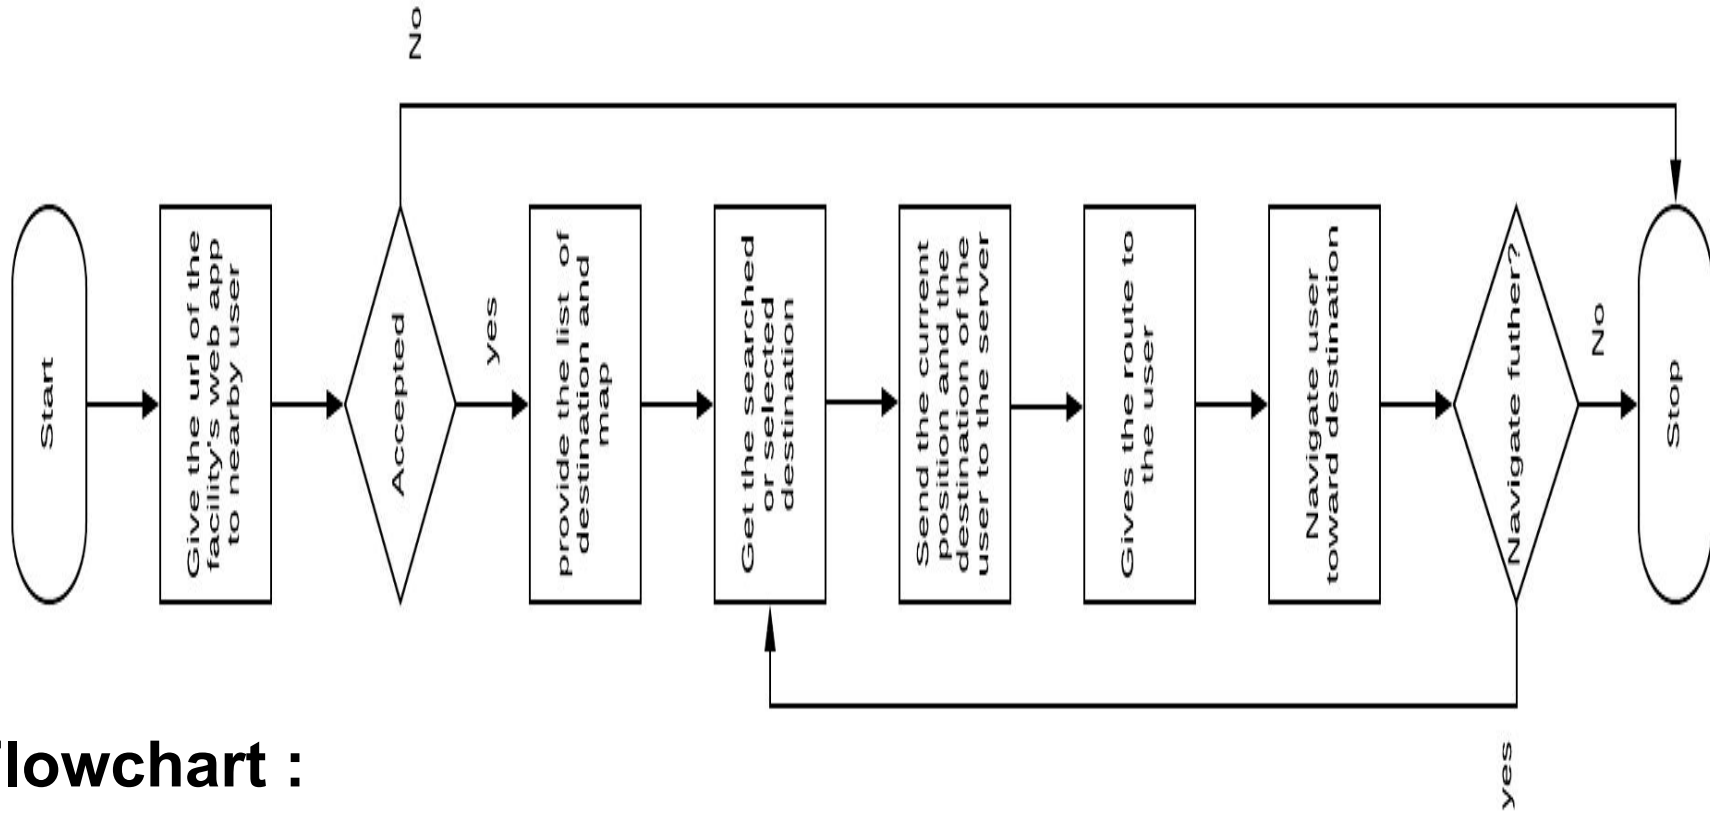 Start
Give the url of the
facility's web app
to nearby user
Accepted
No
yes
provide the list of
destination and
map
Get the searched
or selected
destination
Send the current
position and the
destination of the
user to the server
Gives the route to
the user
Navigate user
toward destination
Navigate futher?
yes
No
Stop
flowchart :